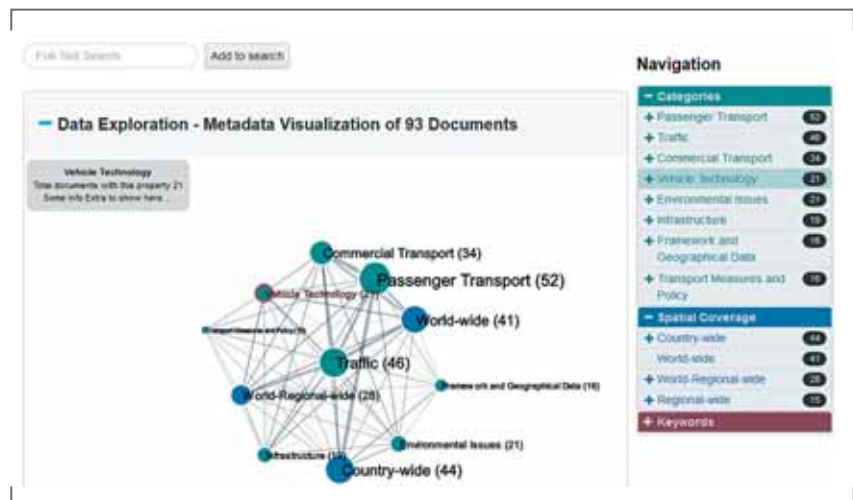 Full Text Search
Add to search
Navigation
Data Exploration - Metadata Visualization of 93 Documents
Vehicle Technology
Total documents with this property 21
Some info Extra to show here...
Commercial Transport (34)
Passenger Transport (52)
Vehicle Technology (21)
World-wide (41)
Traffic (46)
World-Regional-wide (28)
Framework and Geographical Data (16)
Environmental Issues (21)
Infrastructure
Country-wide (44)
Categories
Passenger Transport 52
Traffic 46
Commercial Transport 34
Vehicle Technology 21
Environmental Issues 21
Infrastructure 19
Framework and 16
Geographical Data
Transport Measures and
Policy
Spatial Coverage
Country-wide 44
World-wide 41
World-Regional-wide 28
Regional-wide 15
Keywords